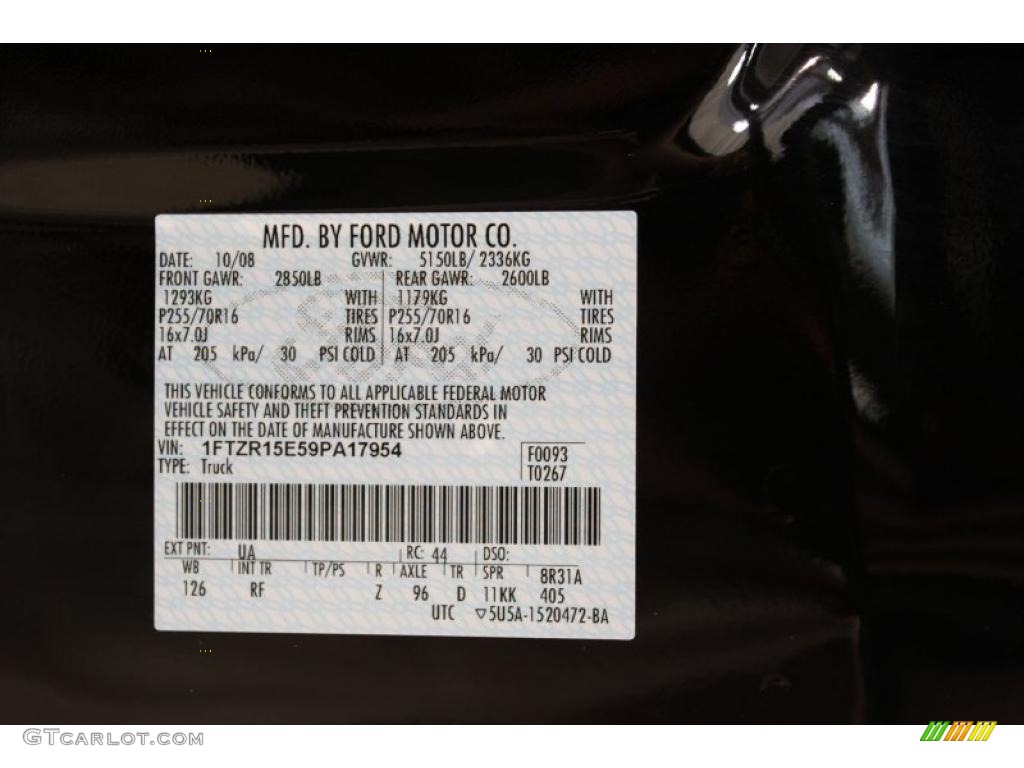 MFD. BY FORD MOTOR CO.
DATE: 10/08 GVWR: 5150LB/ 2336KG
FRONT GAWR: 2850LB REAR GAWR: 2600LB
1293KG WITH 1179KG WITH
P255/70R16 TIRES P255/70R16 TIRES
16x7.0J RIMS 16x7.0J RIMS
AT 205 kPa/ 30 PSI COLD AT 205 kPa/ 30 PSI COLD
THIS VEHICLE CONFORMS TO ALL APPLICABLE FEDERAL MOTOR
VEHICLE SAFETY AND THEFT PREVENTION STANDARDS IN
EFFECT ON THE DATE OF MANUFACTURE SHOWN ABOVE.
VIN: 1FTZR15E59PA17954 F0093
TYPE: Truck T0267
EXT PNT: UA RC: 44 DSO:
WB INT TR TP/PS R AXLE TR SPR 8R31A
126 RF Z 96 D 11KK 405
UTC ▽5U5A-1520472-BA
GTCARLOT.COM